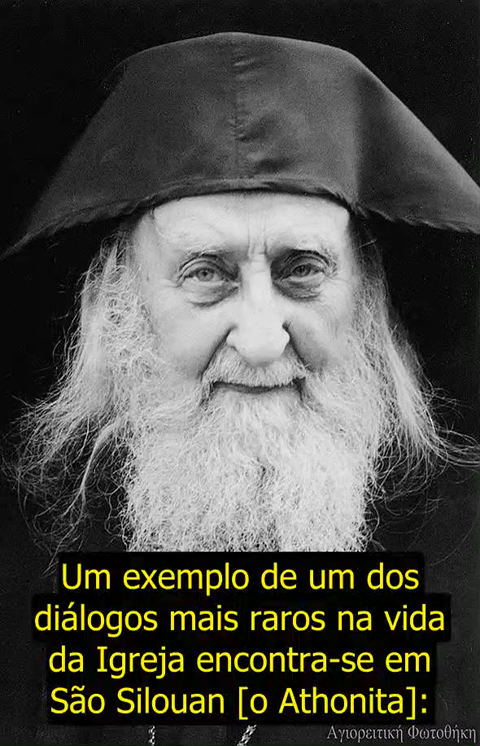 Um exemplo de um dos
diálogos mais raros na vida
da Igreja encontra-se em
São Silouan [o Athonita]:
Αγιορειτική Φωτοθήκη